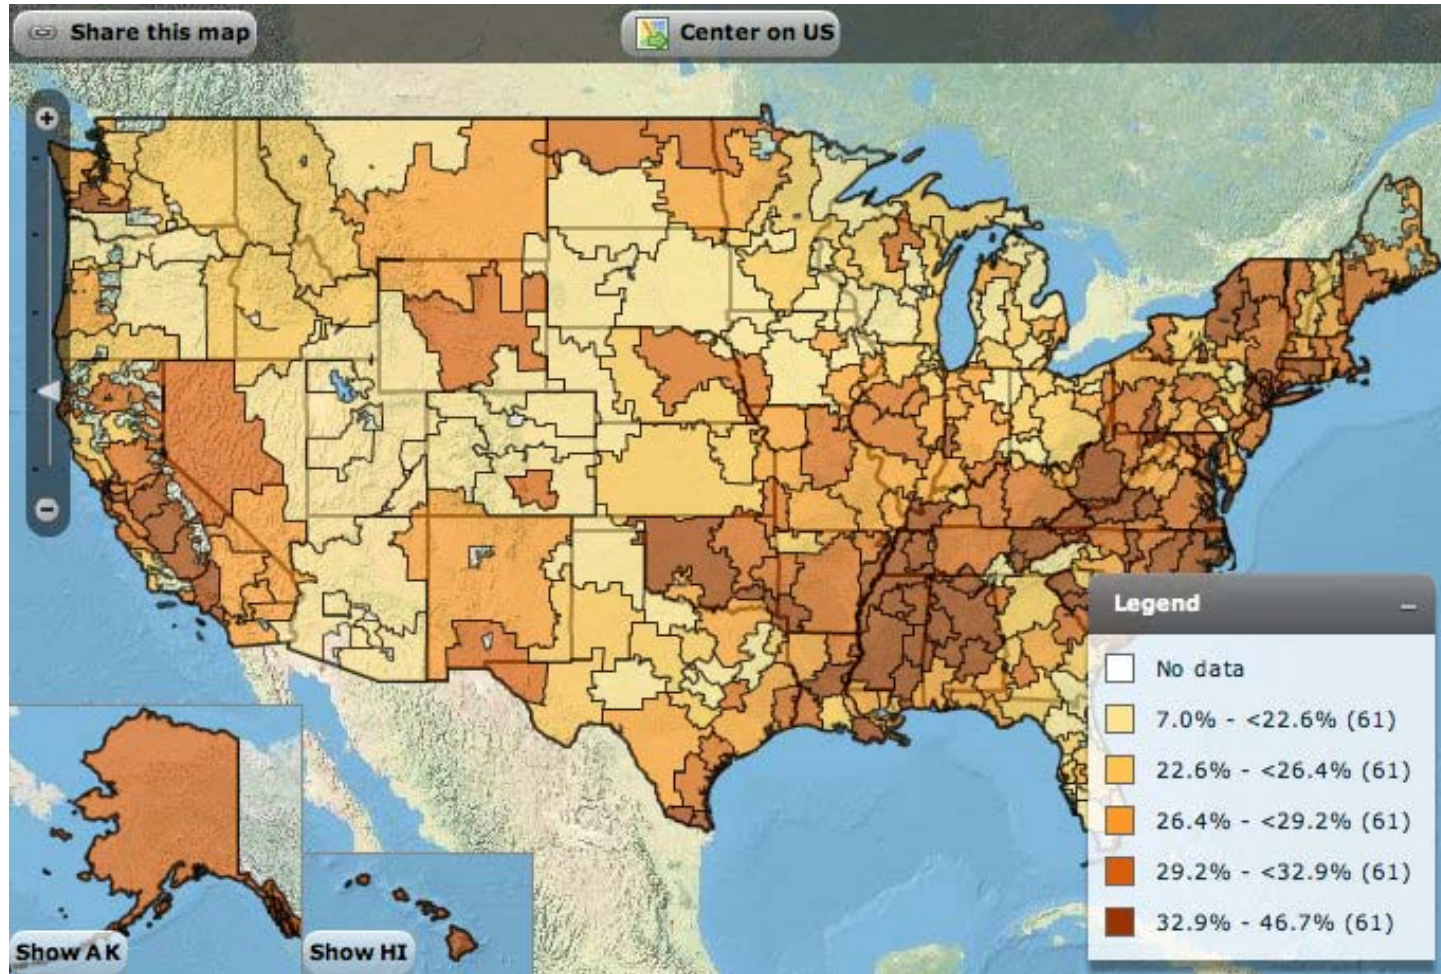 Share this map
Center on US
+
−
Legend −
No data
7.0% - <22.6% (61)
22.6% - <26.4% (61)
26.4% - <29.2% (61)
29.2% - <32.9% (61)
32.9% - 46.7% (61)
Show AK
Show HI